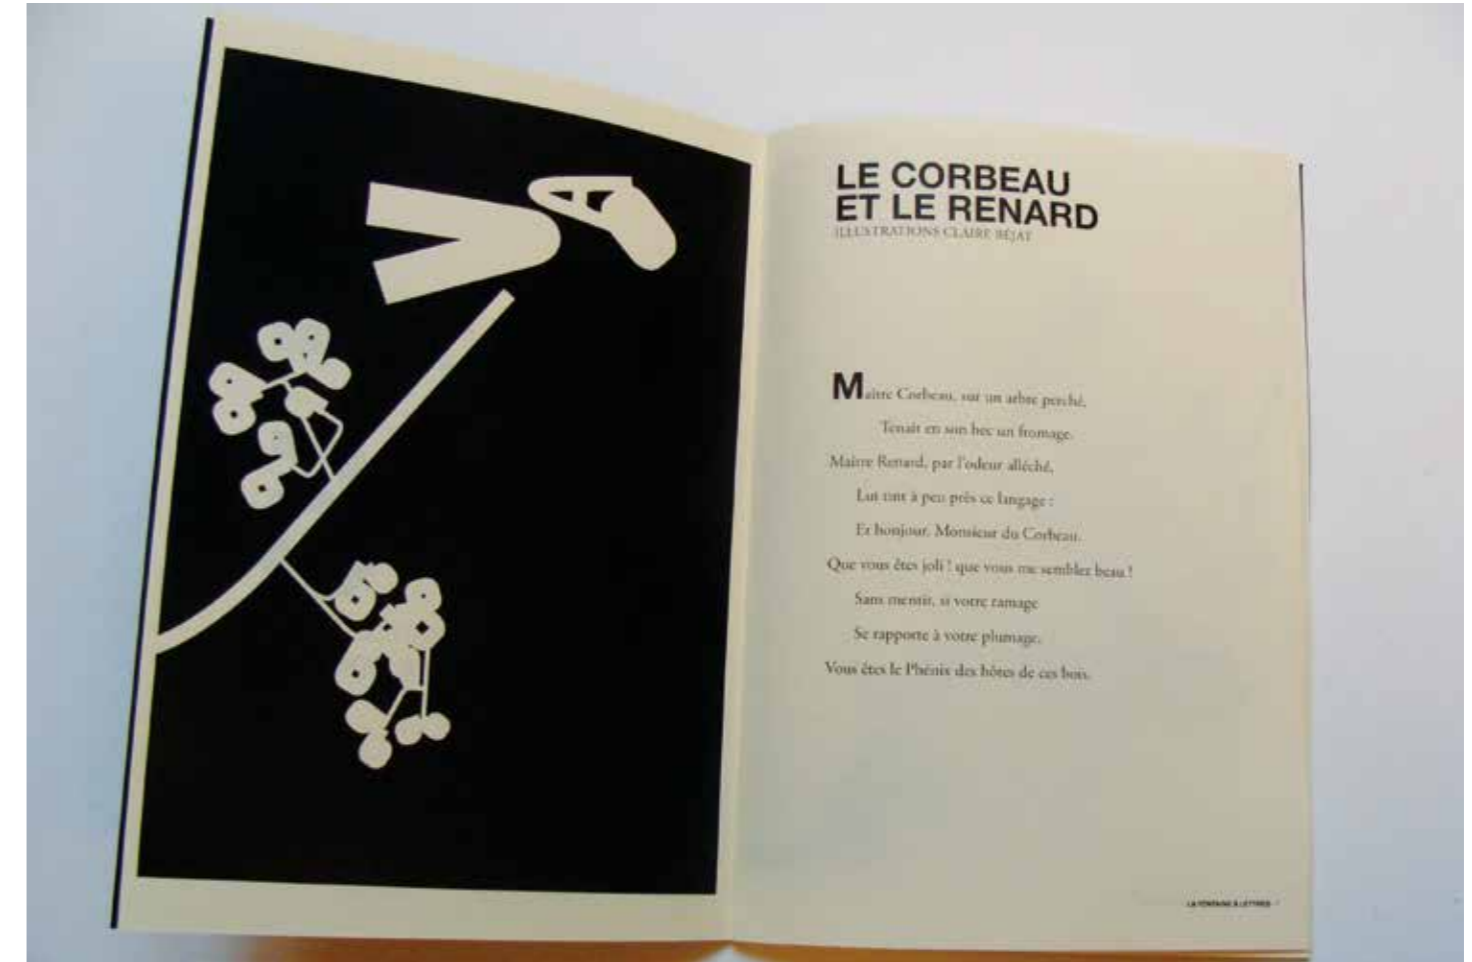 LE CORBEAU
ET LE RENARD
ILLUSTRATIONS CLAIRE BÉJAT
Maître Corbeau, sur un arbre perché,
Tenait en son bec un fromage.
Maître Renard, par l'odeur alléché,
Lui tint à peu près ce langage :
Et bonjour, Monsieur du Corbeau.
Que vous êtes joli ! que vous me semblez beau !
Sans mentir, si votre ramage
Se rapporte à votre plumage,
Vous êtes le Phénix des hôtes de ces bois.
LA FONTAINE & LETTRES